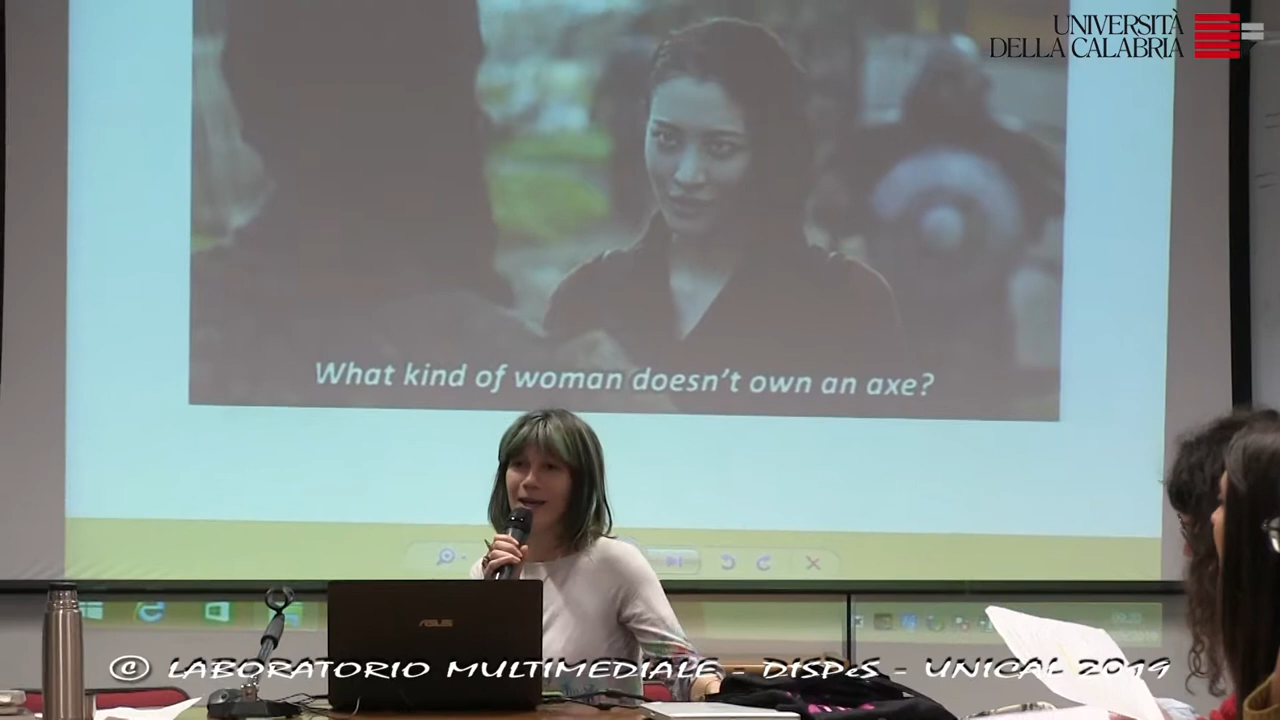 UNIVERSITÀ
DELLA CALABRIA
What kind of woman doesn't own an axe?
ASUS
© LABORATORIO MULTIMEDIALE - DISPeS - UNICAL 2019